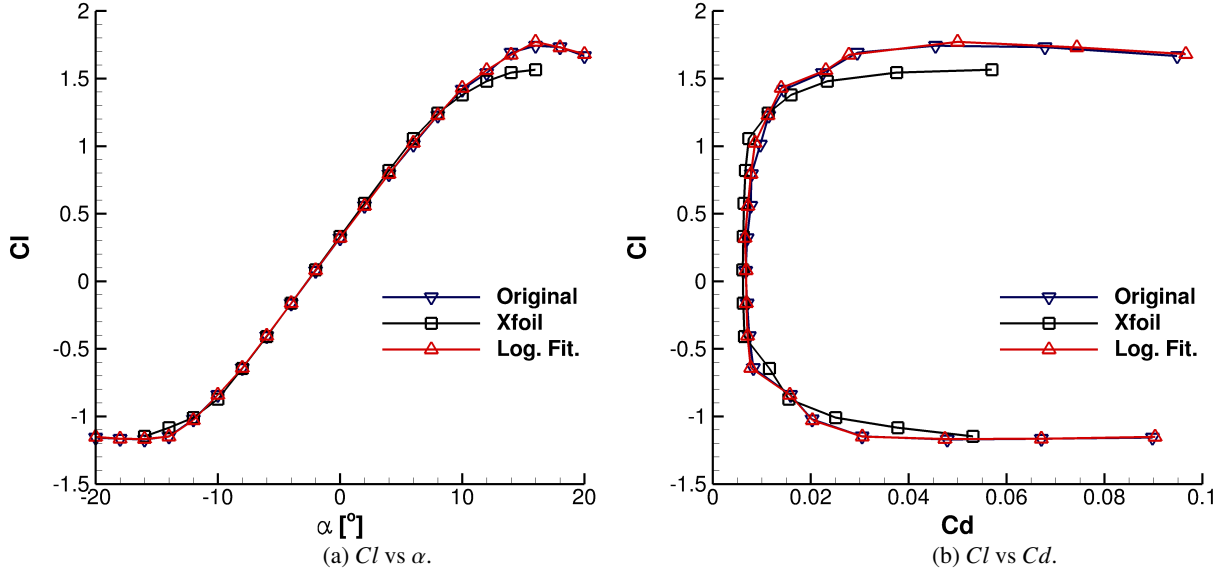 2
1.5
1
0.5
0
-0.5
-1
-1.5
Cl
-20
-10
0
10
20
α [°]
Original
Xfoil
Log. Fit.
(a) Cl vs α.
2
1.5
1
0.5
0
-0.5
-1
-1.5
Cl
0
0.02
0.04
0.06
0.08
0.1
Cd
Original
Xfoil
Log. Fit.
(b) Cl vs Cd.